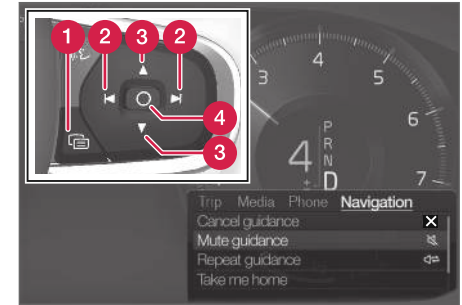 1 2 3 2
4
3
3
4
5
6
7
4
P
R
N
D
+
Trip Media Phone Navigation
Cancel guidance
Mute guidance
Repeat guidance
Take me home